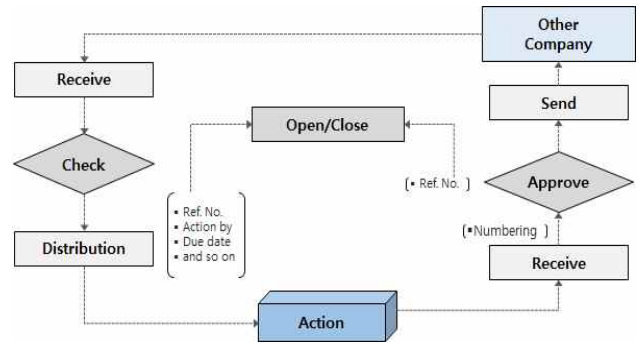 Other
Company
Receive
Send
Open/Close
Check
Approve
▪ Ref. No.
▪ Ref. No.
▪ Action by
▪ Due date
▪ and so on
▪Numbering
Distribution
Receive
Action